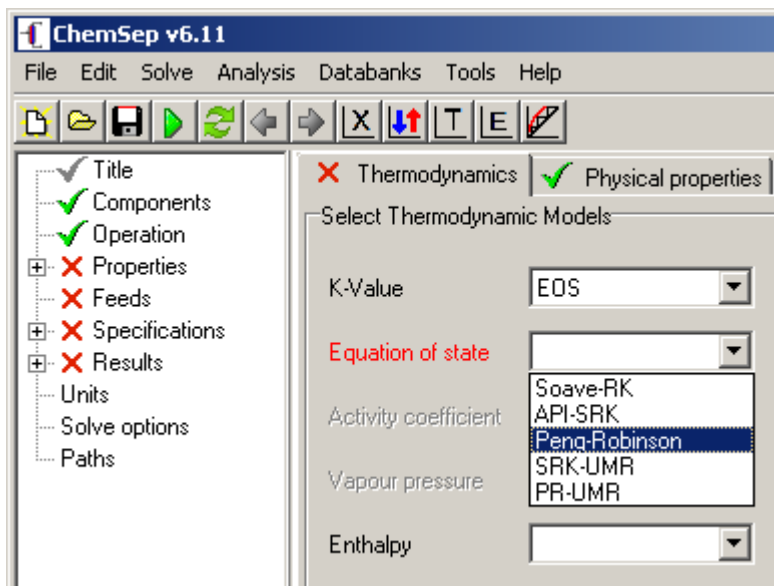 ChemSep v6.11
File Edit Solve Analysis Databanks Tools Help
X T E
Title
Components
Operation
Properties
Feeds
Specifications
Results
Units
Solve options
Paths
Thermodynamics Physical properties
Select Thermodynamic Models
K-Value EOS
Equation of state
Soave-RK
API-SRK
Peng-Robinson
SRK-UMR
PR-UMR
Activity coefficient
Vapour pressure
Enthalpy